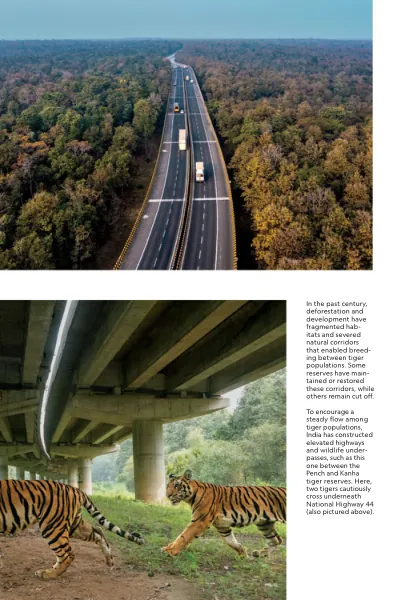 In the past century,
deforestation and
development have
fragmented hab-
itats and severed
natural corridors
that enabled breed-
ing between tiger
populations. Some
reserves have main-
tained or restored
these corridors, while
others remain cut off.
To encourage a
steady flow among
tiger populations,
India has constructed
elevated highways
and wildlife under-
passes, such as this
one between the
Pench and Kanha
tiger reserves. Here,
two tigers cautiously
cross underneath
National Highway 44
(also pictured above).